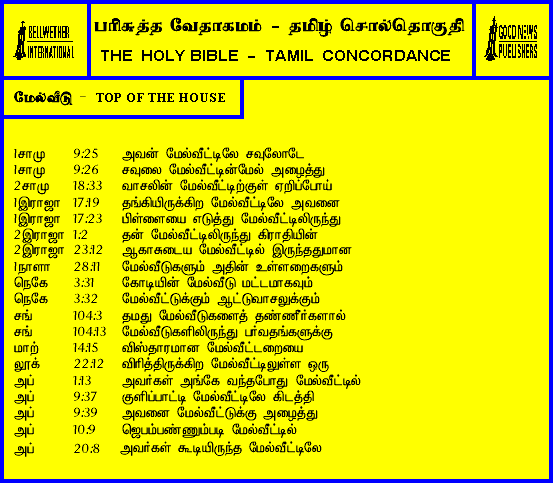 BELLWETHER
INTERNATIONAL
பரிசுத்த வேதாகமம் - தமிழ் சொல்தொகுதி
THE HOLY BIBLE - TAMIL CONCORDANCE
GOOD NEWS
PUBLISHERS
மேல்வீடு - TOP OF THE HOUSE
1சாமு 9:25 அவன் மேல்வீட்டிலே சவுலோடே
1சாமு 9:26 சவுலை மேல்வீட்டின்மேல் அழைத்து
2சாமு 18:33 வாசலின் மேல்வீட்டிற்குள் ஏறிப்போய்
1இராஜா 17:19 தங்கியிருக்கிற மேல்வீட்டிலே அவனை
1இராஜா 17:23 பிள்ளையை எடுத்து மேல்வீட்டிலிருந்து
2இராஜா 1:2 தன் மேல்வீட்டிலிருந்து கிராதியின்
2இராஜா 23:12 ஆகாசுடைய மேல்வீட்டில் இருந்ததுமான
1நாளா 28:11 மேல்வீடுகளும் அதின் உள்ளறைகளும்
நெகே 3:31 கோடியின் மேல்வீடு மட்டமாகவும்
நெகே 3:32 மேல்வீட்டுக்கும் ஆட்டுவாசலுக்கும்
சங் 104:3 தமது மேல்வீடுகளைத் தண்ணீர்களால்
சங் 104:13 மேல்வீடுகளிலிருந்து பர்வதங்களுக்கு
மாற் 14:15 விஸ்தாரமான மேல்வீட்டறையை
லூக் 22:12 விரித்திருக்கிற மேல்வீட்டிலுள்ள ஒரு
அப் 1:13 அவர்கள் அங்கே வந்தபோது மேல்வீட்டில்
அப் 9:37 குளிப்பாட்டி மேல்வீட்டிலே கிடத்தி
அப் 9:39 அவனை மேல்வீட்டுக்கு அழைத்து
அப் 10:9 ஜெபம்பண்ணும்படி மேல்வீட்டில்
அப் 20:8 அவர்கள் கூடியிருந்த மேல்வீட்டிலே